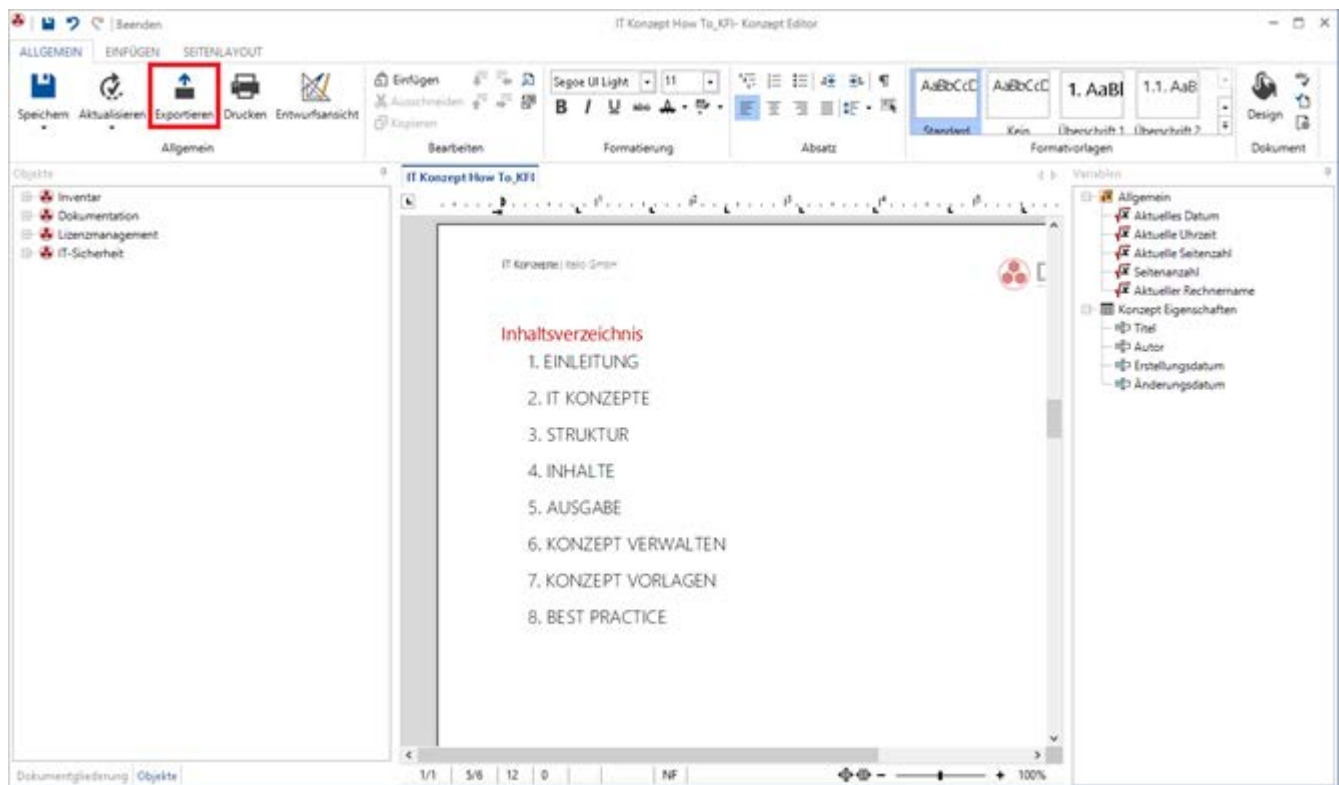 Beenden
IT Konzept How To_KFI- Konzept Editor
ALLGEMEIN EINFÜGEN SEITENLAYOUT
Speichern Aktualisieren Exportieren Drucken Entwurfsansicht
Allgemein
Einfügen
Ausschneiden
Kopieren
Bearbeiten
Segoe UI Light 11
B I U abc A
Formatierung
Absatz
AaBbCcD AaBbCcD 1. AaBl 1.1. AaB
Standard Kein Überschrift 1 Überschrift 2
Formatvorlagen
Design
Dokument
Objekte
Inventar
Dokumentation
Lizenzmanagement
IT-Sicherheit
Dokumentgliederung Objekte
IT Konzept How To_KFI
IT Konzepte |
Inhaltsverzeichnis
1. EINLEITUNG
2. IT KONZEPTE
3. STRUKTUR
4. INHALTE
5. AUSGABE
6. KONZEPT VERWALTEN
7. KONZEPT VORLAGEN
8. BEST PRACTICE
1/1 5/6 12 0 NF 100%
Variablen
Allgemein
Aktuelles Datum
Aktuelle Uhrzeit
Aktuelle Seitenzahl
Seitenanzahl
Aktueller Rechnername
Konzept Eigenschaften
Titel
Autor
Erstellungsdatum
Änderungsdatum